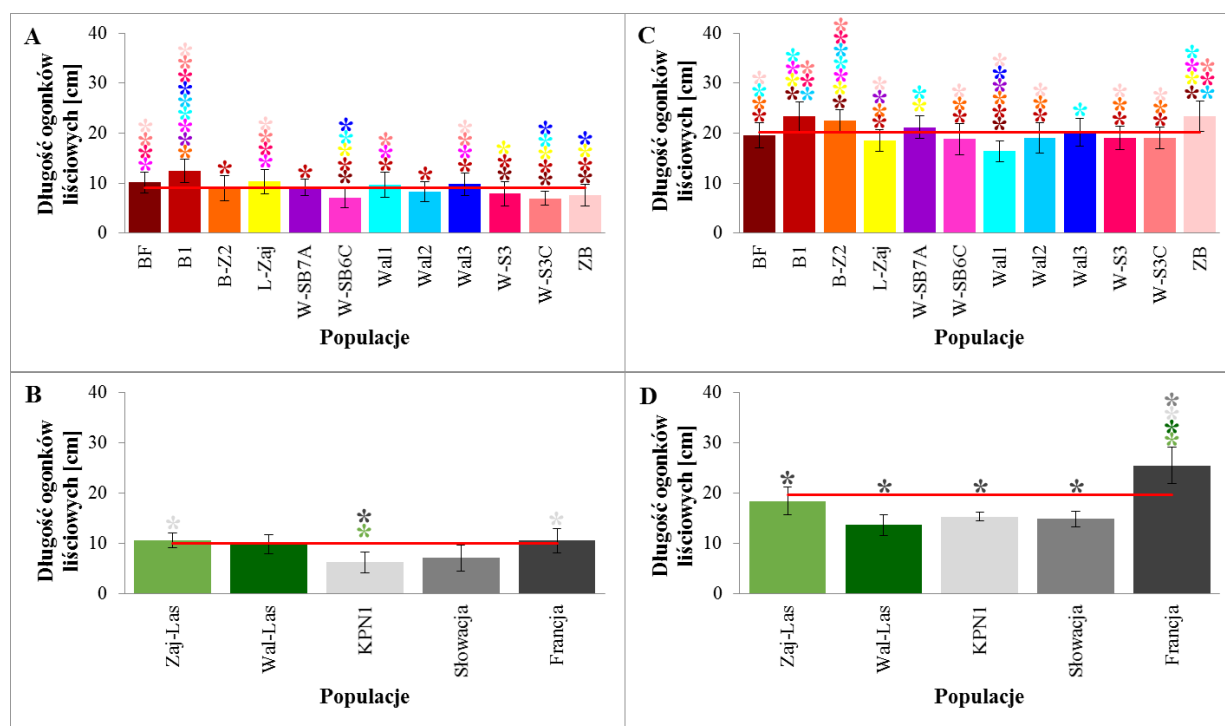 A
Długość ogonków
liściowych [cm]
40
30
20
10
0
BF
B1
B-Z2
L-Zaj
W-SB7A
W-SB6C
Wal1
Wal2
Wal3
W-S3
W-S3C
ZB
Populacje
C
Długość ogonków
liściowych [cm]
40
30
20
10
0
BF
B1
B-Z2
L-Zaj
W-SB7A
W-SB6C
Wal1
Wal2
Wal3
W-S3
W-S3C
ZB
Populacje
B
Długość ogonków
liściowych [cm]
40
30
20
10
0
Zaj-Las
Wal-Las
KPN1
Słowacja
Francja
Populacje
D
Długość ogonków
liściowych [cm]
40
30
20
10
0
Zaj-Las
Wal-Las
KPN1
Słowacja
Francja
Populacje